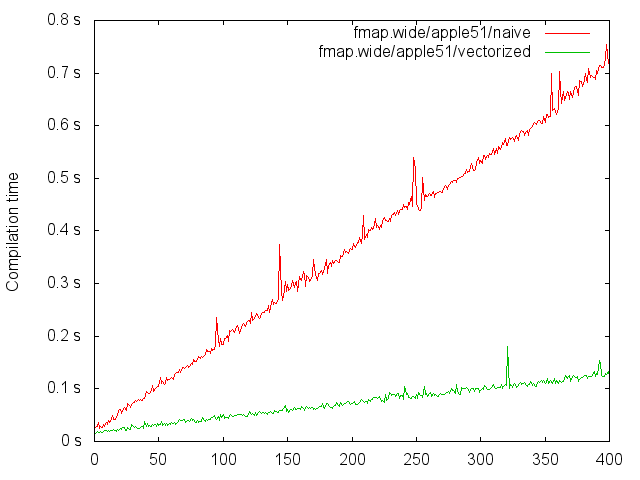 fmap.wide/apple51/naive
fmap.wide/apple51/vectorized
Compilation time
0.8 s
0.7 s
0.6 s
0.5 s
0.4 s
0.3 s
0.2 s
0.1 s
0 s
0 50 100 150 200 250 300 350 400